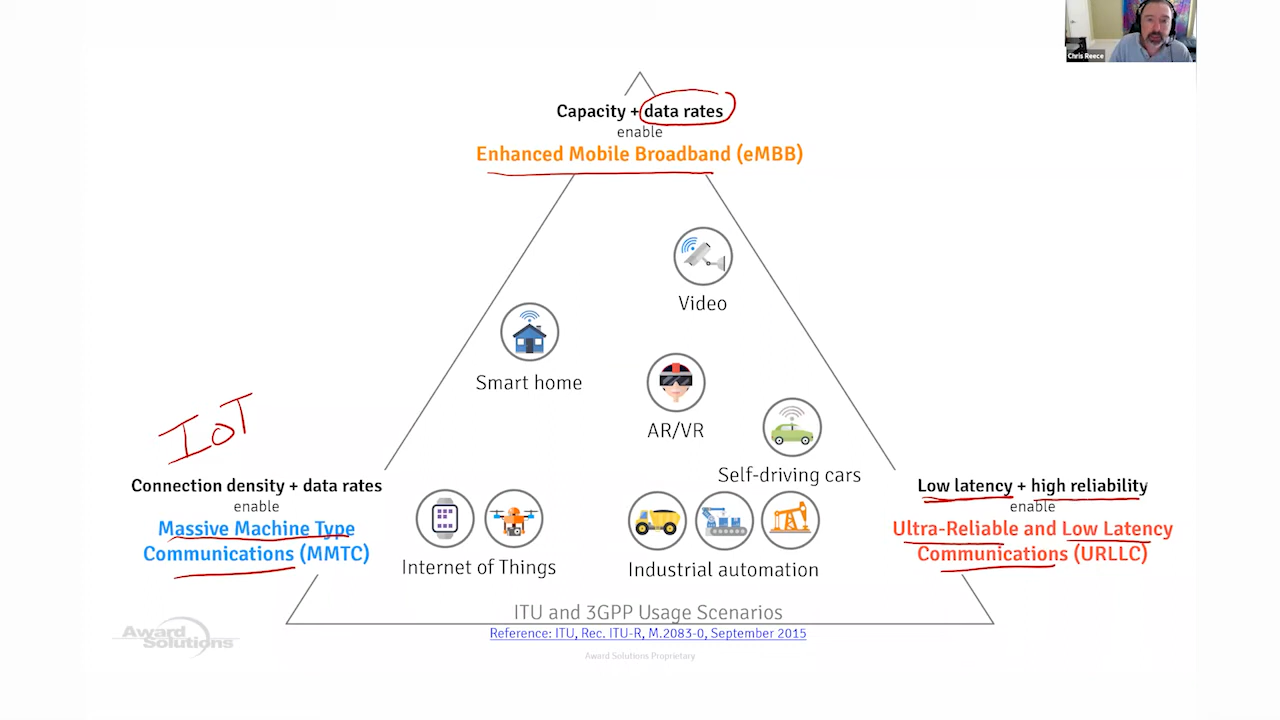 Chris Reece
Capacity + data rates
enable
Enhanced Mobile Broadband (eMBB)
Video
Smart home
AR/VR
Self-driving cars
IoT
Connection density + data rates
enable
Massive Machine Type
Communications (MMTC)
Low latency + high reliability
enable
Ultra-Reliable and Low Latency
Communications (URLLC)
Internet of Things
Industrial automation
ITU and 3GPP Usage Scenarios
Reference: ITU, Rec. ITU-R, M.2083-0, September 2015
Award
Solutions
Award Solutions Proprietary